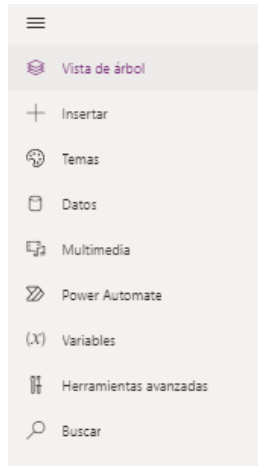 Vista de árbol
Insertar
Temas
Datos
Multimedia
Power Automate
(x) Variables
Herramientas avanzadas
Buscar